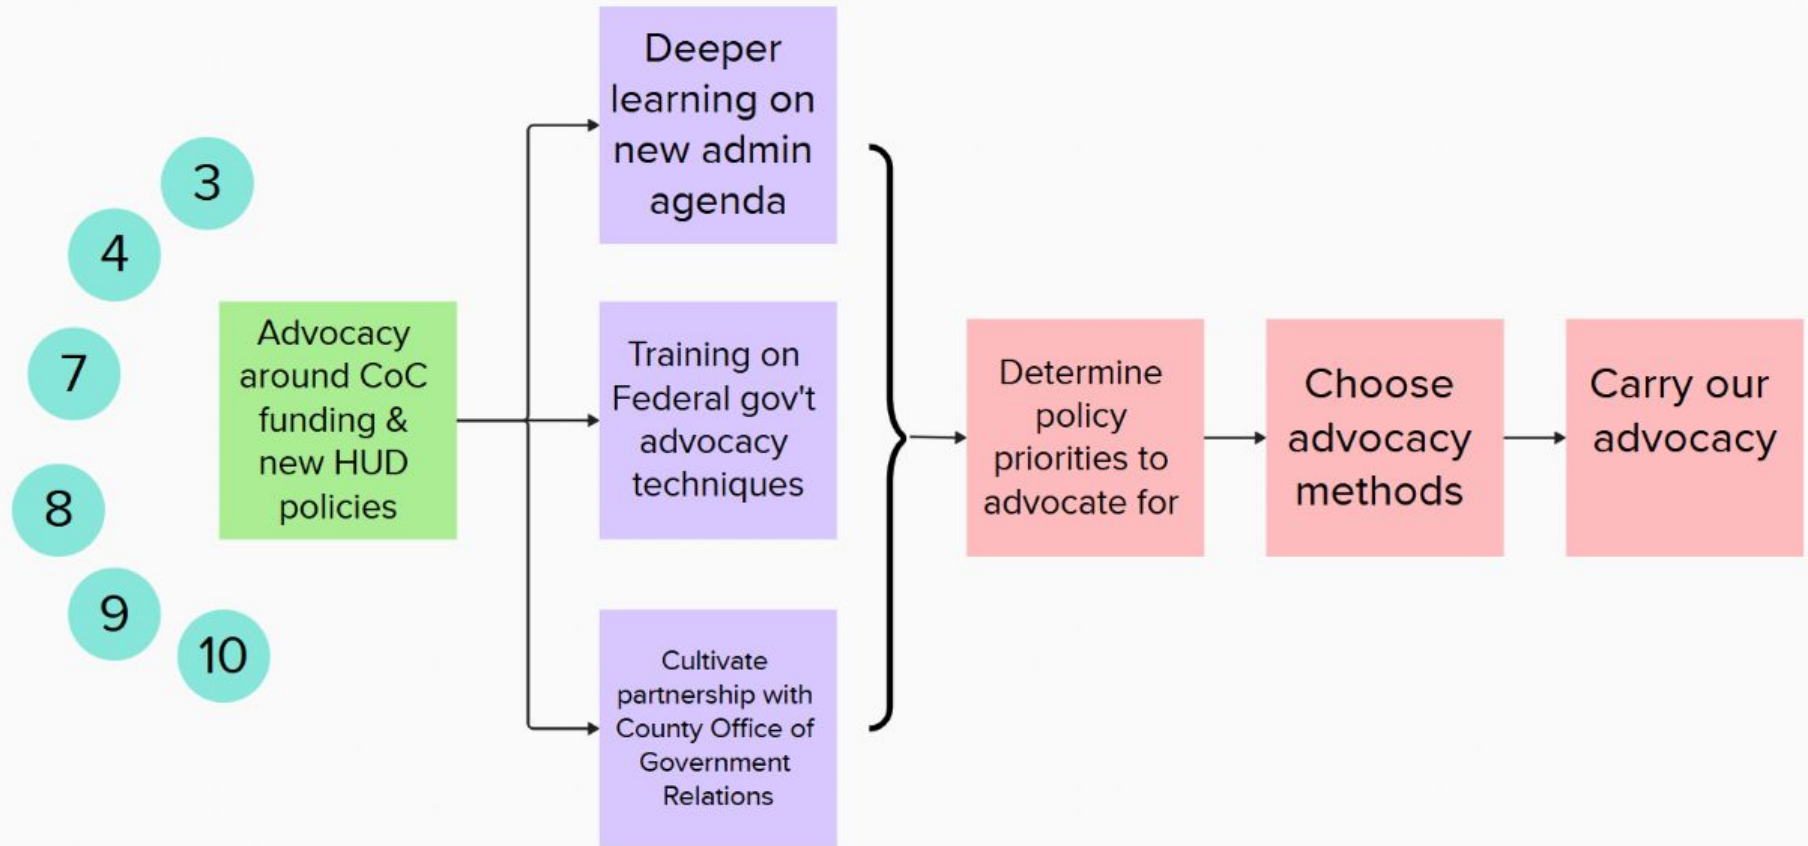 3
4
7
8
9
10
Advocacy
around CoC
funding &
new HUD
policies
Deeper
learning on
new admin
agenda
Training on
Federal gov't
advocacy
techniques
Cultivate
partnership with
County Office of
Government
Relations
Determine
policy
priorities to
advocate for
Choose
advocacy
methods
Carry our
advocacy